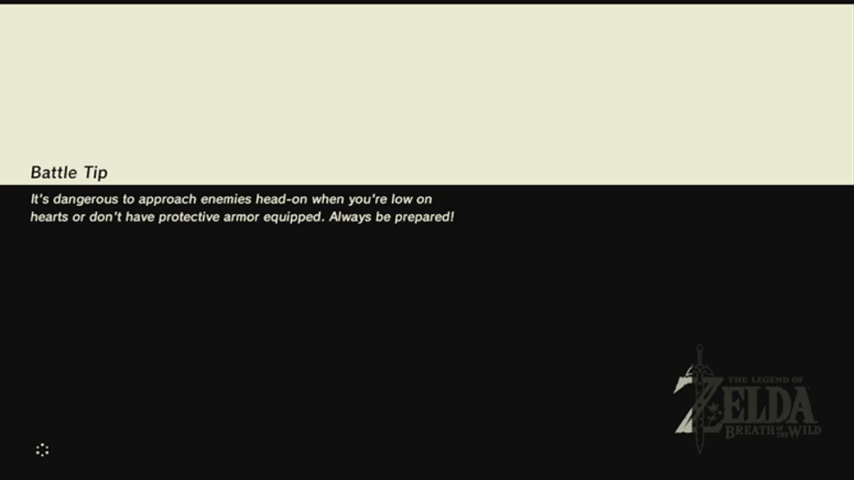 Battle Tip
It's dangerous to approach enemies head-on when you're low on
hearts or don't have protective armor equipped. Always be prepared!
THE LEGEND OF
ZELDA
BREATH OF THE WILD